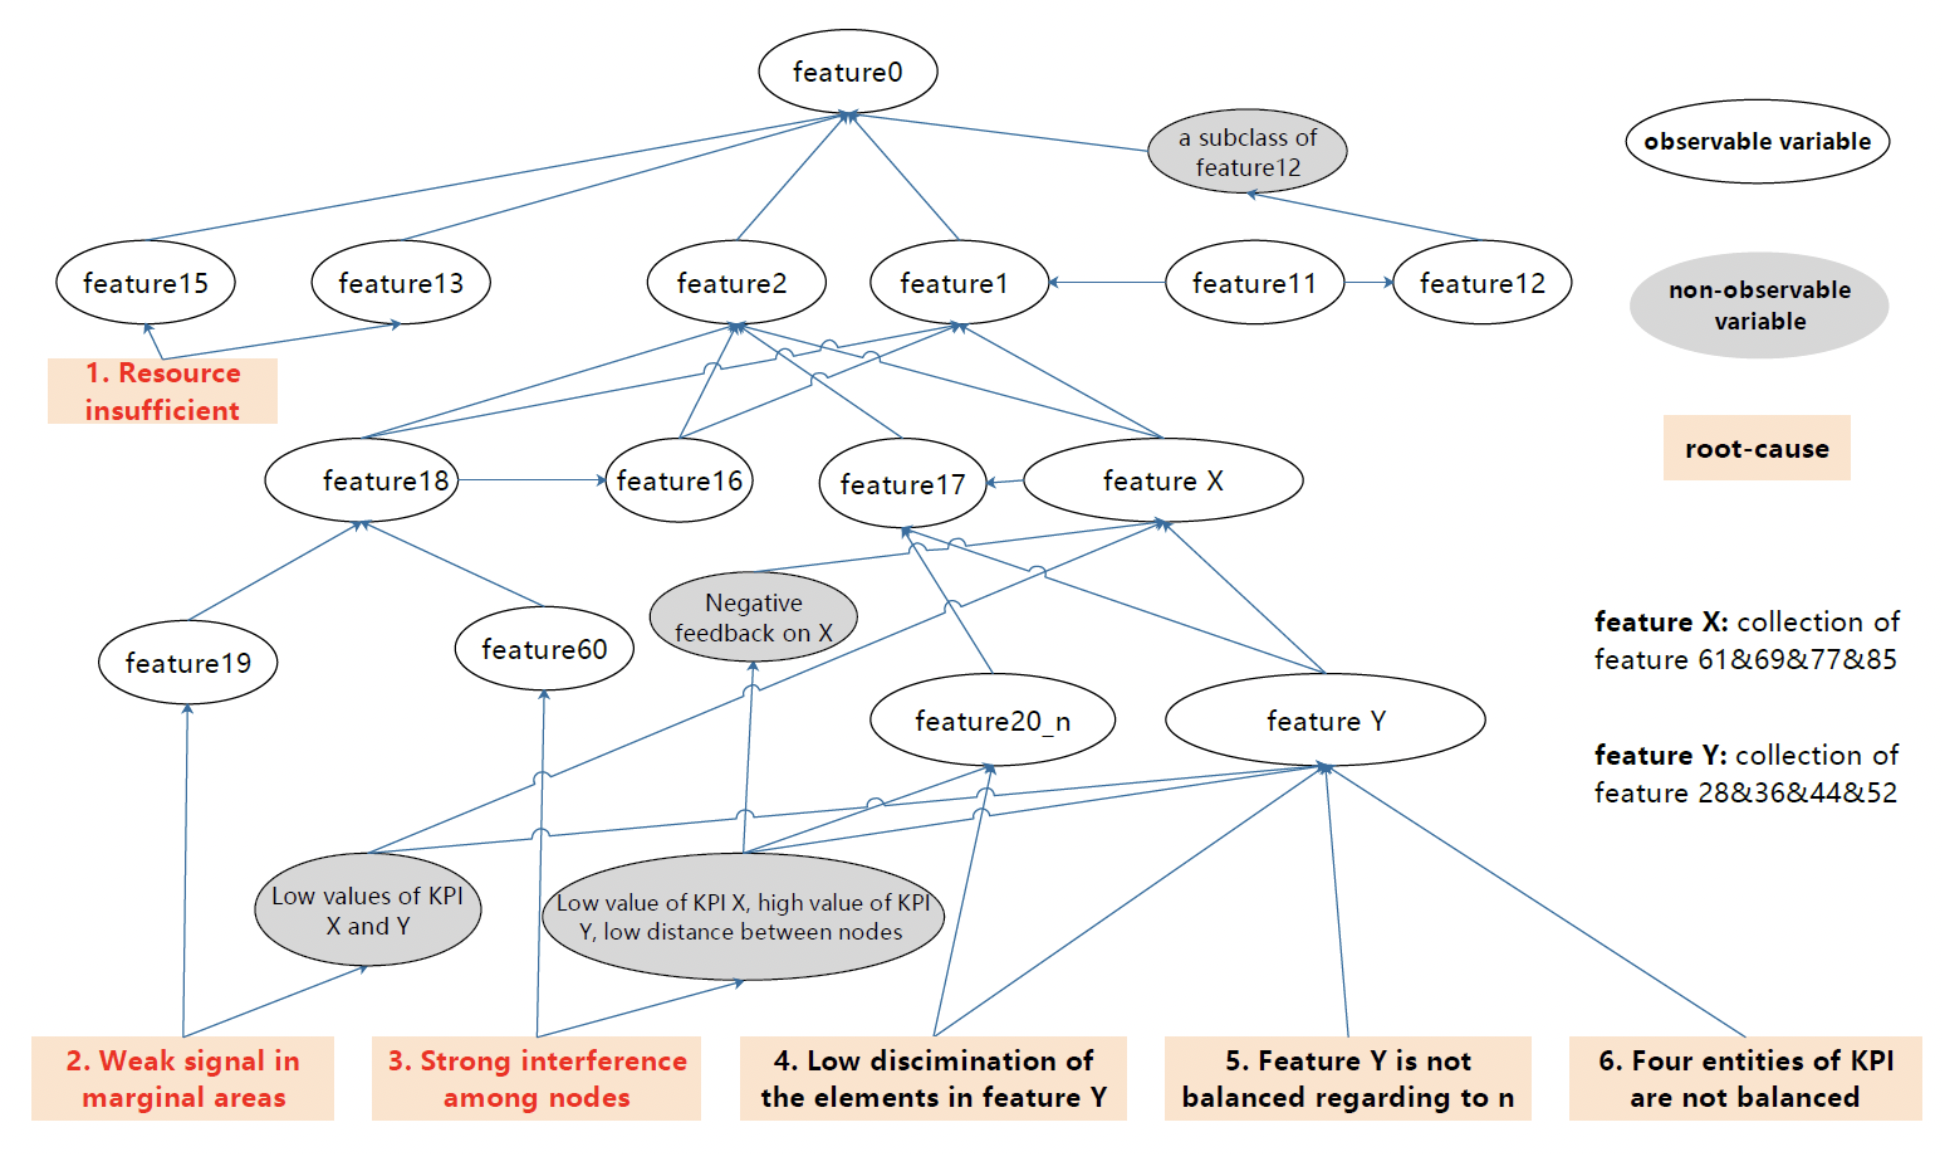 feature0
a subclass of
feature12
observable variable
feature15
feature13
feature2
feature1
feature11
feature12
non-observable
variable
1. Resource
insufficient
root-cause
feature18
feature16
feature17
feature X
Negative
feedback on X
feature19
feature60
feature20_n
feature Y
feature X: collection of
feature 61&69&77&85
feature Y: collection of
feature 28&36&44&52
Low values of KPI
X and Y
Low value of KPI X, high value of KPI
Y, low distance between nodes
2. Weak signal in
marginal areas
3. Strong interference
among nodes
4. Low discimination of
the elements in feature Y
5. Feature Y is not
balanced regarding to n
6. Four entities of KPI
are not balanced